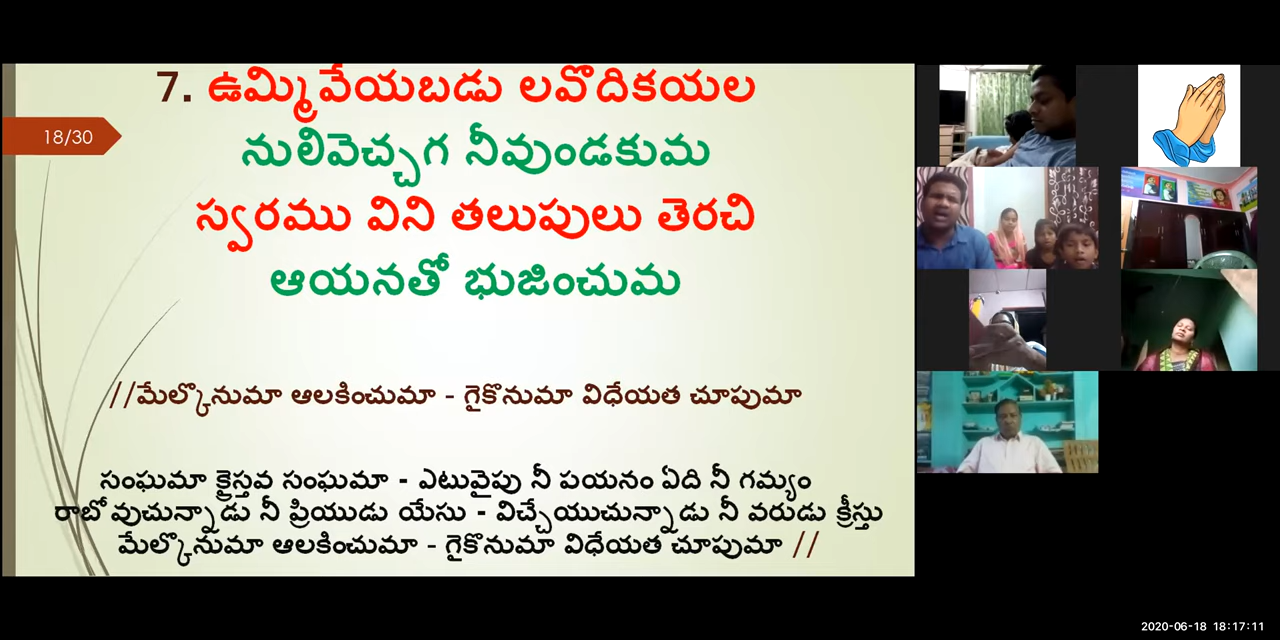 7. ఉమ్మివేయబడు లవొదికయల
18/30
నులివెచ్చగ నీవుండకుమ
స్వరము విని తలుపులు తెరచి
ఆయనతో భుజించుమ
//మేల్కొనుమా ఆలకించుమా - గైకొనుమా విధేయత చూపుమా
సంఘమా క్రైస్తవ సంఘమా - ఎటువైపు నీ పయనం ఏది నీ గమ్యం
రాబోవుచున్నాడు నీ ప్రియుడు యేసు - విచ్చేయుచున్నాడు నీ వరుడు క్రీస్తు
మేల్కొనుమా ఆలకించుమా - గైకొనుమా విధేయత చూపుమా //
2020-06-18 18:17:11